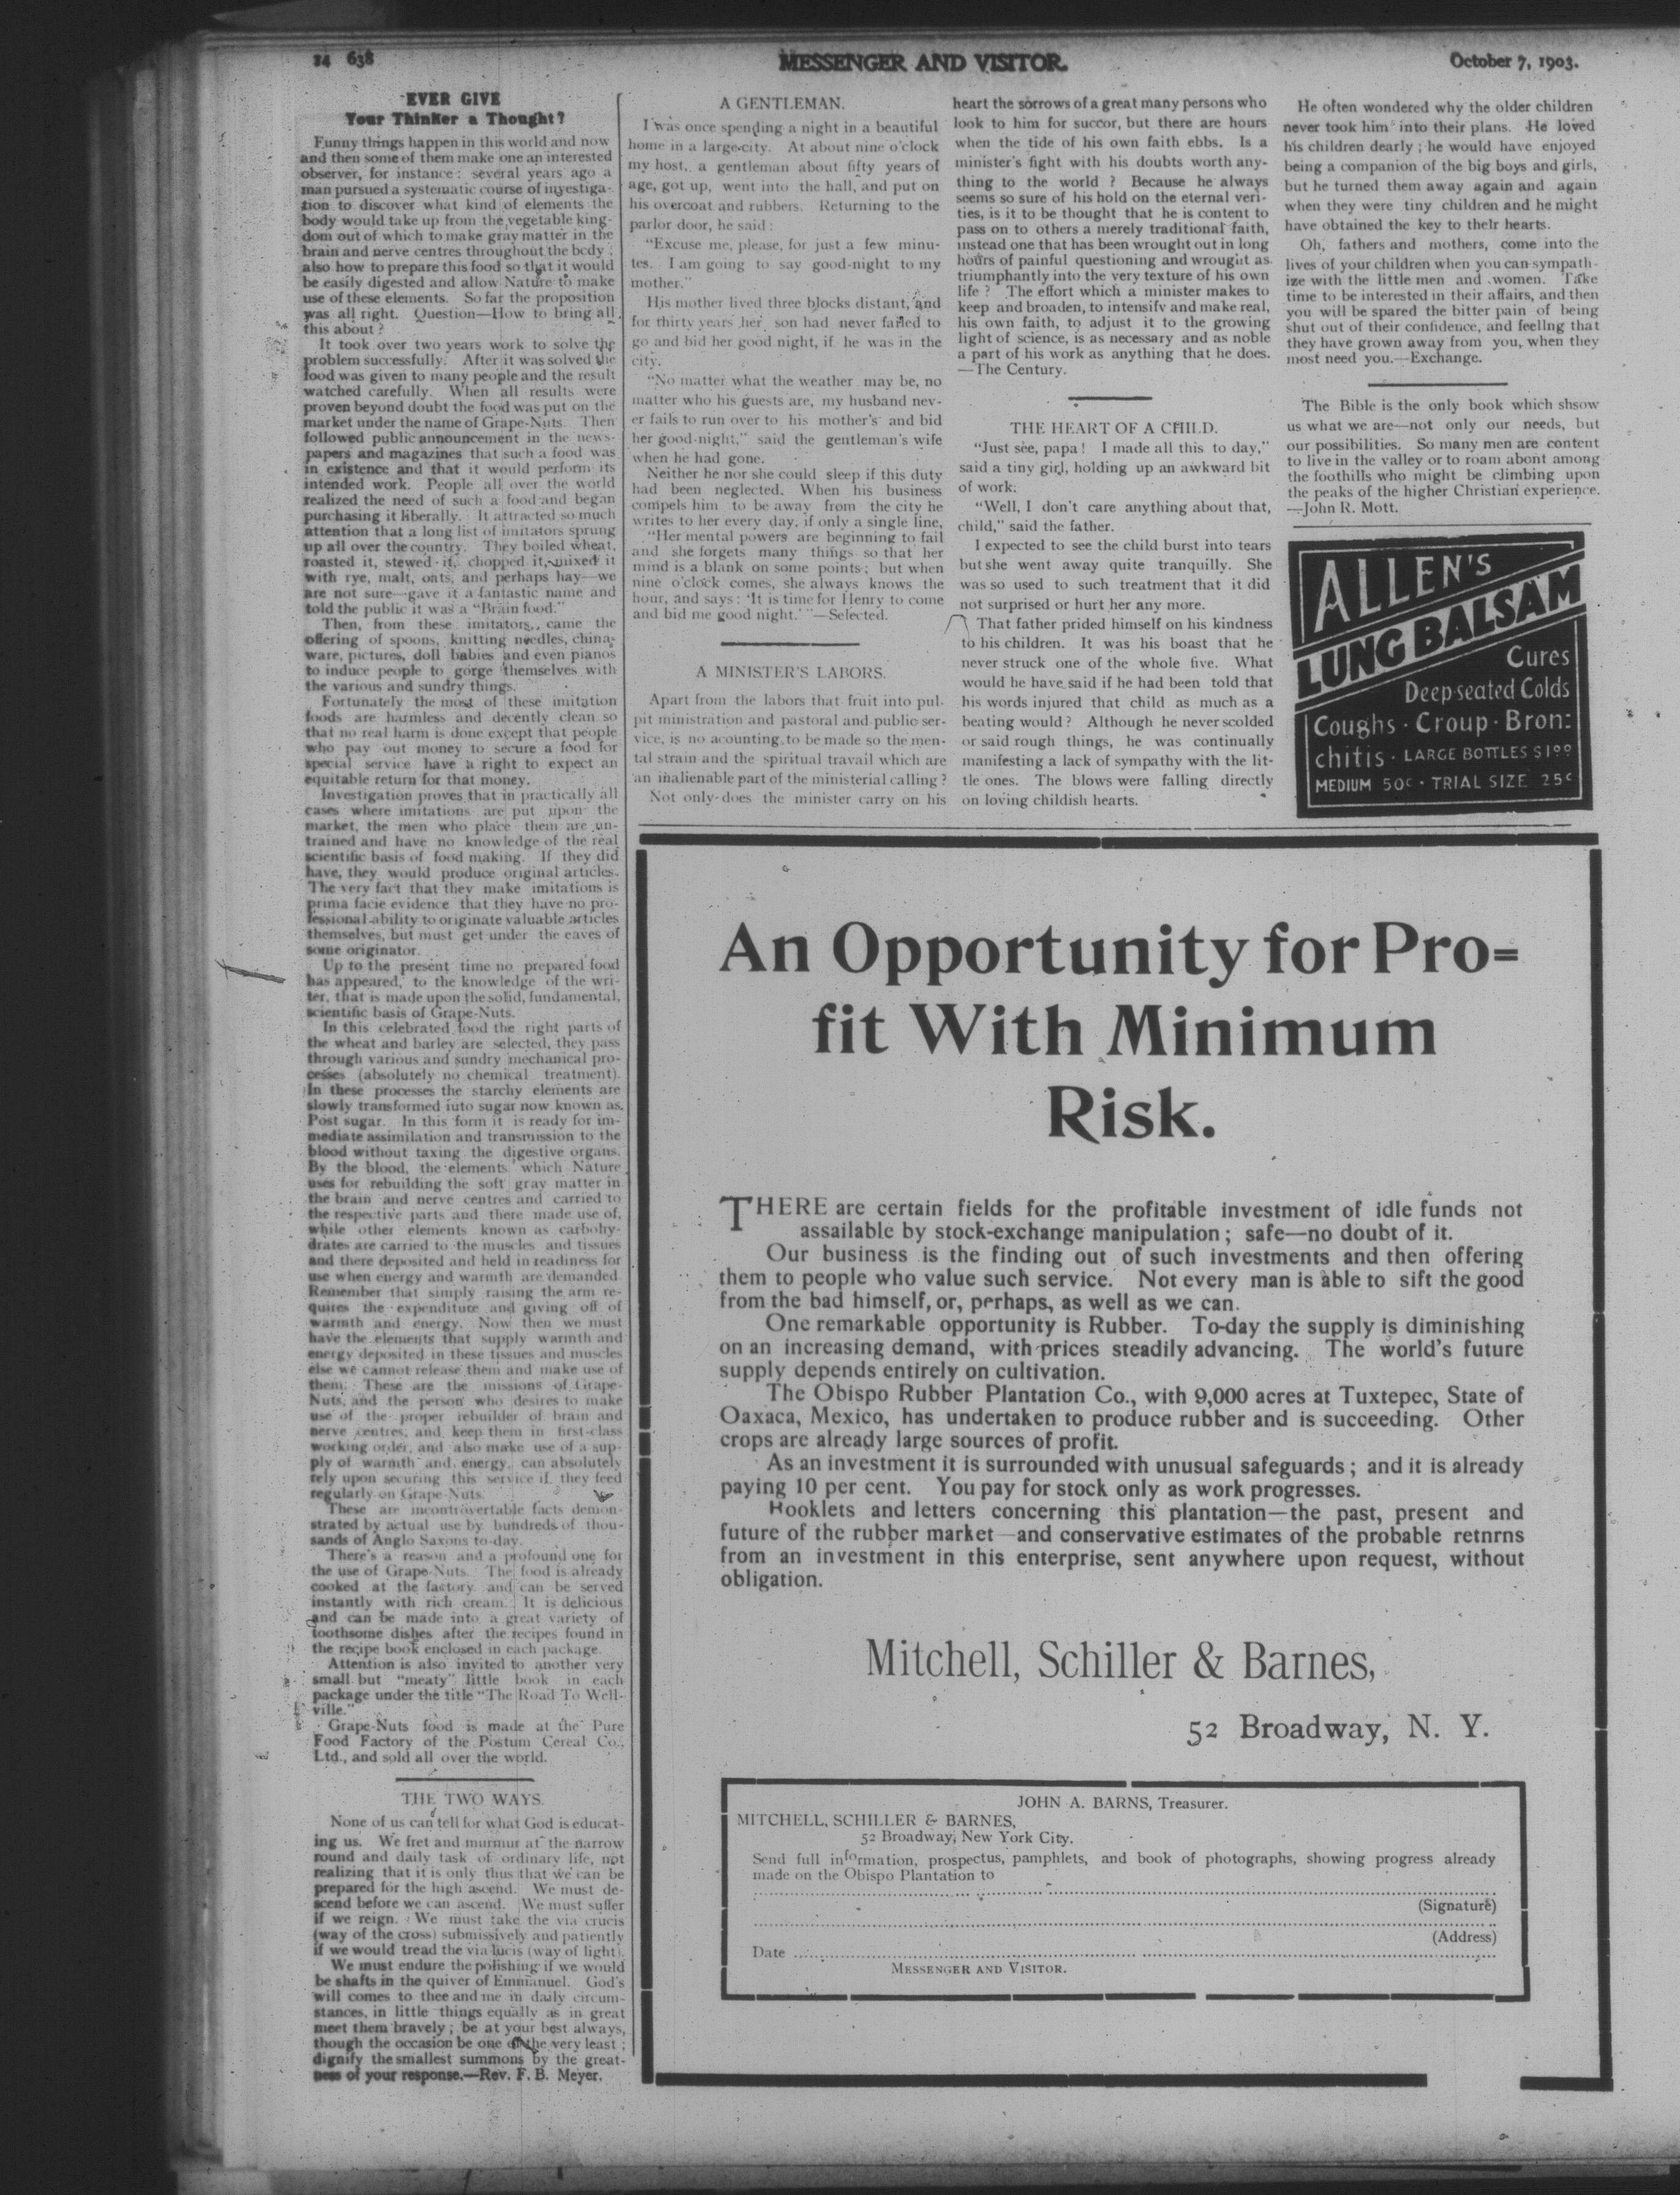 14 638
MESSENGER AND VISITOR.
October 7, 1903.
EVER GIVE
Your Thinker a Thought?
Funny things happen in this world and now
and then some of them make one an interested
observer, for instance: several years ago a
man pursued a systematic course of investiga-
tion to discover what kind of elements the
body would take up from the vegetable king-
dom out of which to make gray matter in the
brain and nerve centres throughout the body;
also how to prepare this food so that it would
be easily digested and allow Nature to make
use of these elements. So far the proposition
was all right. Question—How to bring all
this about?
It took over two years work to solve the
problem successfully. After it was solved the
food was given to many people and the result
watched carefully. When all results were
proven beyond doubt the food was put on the
market under the name of Grape-Nuts. Then
followed public announcement in the news-
papers and magazines that such a food was
in existence and that it would perform its
intended work. People all over the world
realized the need of such a food and began
purchasing it liberally. It attracted so much
attention that a long list of imitators sprung
up all over the country. They boiled wheat,
roasted it, stewed it, chopped it, mixed it
with rye, malt, oats, and perhaps hay—we
are not sure—gave it a fantastic name and
told the public it was a "Brain food."
Then, from these imitators, came the
offering of spoons, knitting needles, china-
ware, pictures, doll babies and even pianos
to induce people to gorge themselves with
the various and sundry things.
Fortunately the most of these imitation
foods are harmless and decently clean so
that no real harm is done except that people
who pay out money to secure a food for
special service have a right to expect an
equitable return for that money.
Investigation proves that in practically all
cases where imitations are put upon the
market, the men who place them are un-
trained and have no knowledge of the real
scientific basis of food making. If they did
have, they would produce original articles.
The very fact that they make imitations is
prima facie evidence that they have no pro-
fessional ability to originate valuable articles
themselves, but must get under the eaves of
some originator.
Up to the present time no prepared food
has appeared, to the knowledge of the wri-
ter, that is made upon the solid, fundamental,
scientific basis of Grape-Nuts.
In this celebrated food the right parts of
the wheat and barley are selected, they pass
through various and sundry mechanical pro-
cesses (absolutely no chemical treatment).
In these processes the starchy elements are
slowly transformed iuto sugar now known as
Post sugar. In this form it is ready for im-
mediate assimilation and transmission to the
blood without taxing the digestive organs.
By the blood, the elements which Nature
uses for rebuilding the soft gray matter in
the brain and nerve centres and carried to
the respective parts and there made use of,
while other elements known as carbohy-
drates are carried to the muscles and tissues
and there deposited and held in readiness for
use when energy and warmth are demanded
Remember that simply raising the arm re-
quires the expenditure and giving off of
warmth and energy. Now then we must
have the elements that supply warmth and
energy deposited in these tissues and muscles
else we cannot release them and make use of
them. These are the missions of Grape-
Nuts, and the person who desires to make
use of the proper rebuilder of brain and
nerve centres, and keep them in first-class
working order, and also make use of a sup-
ply of warmth and energy, can absolutely
rely upon securing this service if they feed
regularly on Grape-Nuts.
These are incontrovertable facts demon-
strated by actual use by hundreds of thou-
sands of Anglo Saxons to-day.
There's a reason and a profound one for
the use of Grape-Nuts. The food is already
cooked at the factory and can be served
instantly with rich cream. It is delicious
and can be made into a great variety of
toothsome dishes after the recipes found in
the recipe book enclosed in each package.
Attention is also invited to another very
small but "meaty" little book in each
package under the title "The Road To Well-
ville."
Grape-Nuts food is made at the Pure
Food Factory of the Postum Cereal Co.,
Ltd., and sold all over the world.
THE TWO WAYS.
None of us can tell for what God is educat-
ing us. We fret and murmur at the narrow
round and daily task of ordinary life, not
realizing that it is only thus that we can be
prepared for the high ascend. We must de-
scend before we can ascend. We must suffer
if we reign. We must take the via crucis
(way of the cross) submissively and patiently
if we would tread the via lucis (way of light).
We must endure the polishing if we would
be shafts in the quiver of Emmanuel. God's
will comes to thee and me in daily circum-
stances, in little things equally as in great
meet them bravely; be at your best always,
though the occasion be one of the very least;
dignify the smallest summons by the great-
ness of your response.—Rev. F. B. Meyer.
A GENTLEMAN.
I was once spending a night in a beautiful
home in a large city. At about nine o'clock
my host, a gentleman about fifty years of
age, got up, went into the hall, and put on
his overcoat and rubbers. Returning to the
parlor door, he said:
"Excuse me, please, for just a few minu-
tes. I am going to say good-night to my
mother."
His mother lived three blocks distant, and
for thirty years her son had never failed to
go and bid her good night, if he was in the
city.
"No matter what the weather may be, no
matter who his guests are, my husband nev-
er fails to run over to his mother's and bid
her good-night," said the gentleman's wife
when he had gone.
Neither he nor she could sleep if this duty
had been neglected. When his business
compels him to be away from the city he
writes to her every day, if only a single line,
"Her mental powers are beginning to fail
and she forgets many things so that her
mind is a blank on some points; but when
nine o'clock comes, she always knows the
hour, and says: 'It is time for Henry to come
and bid me good night.'"—Selected.
A MINISTER'S LABORS.
Apart from the labors that fruit into pul-
pit ministration and pastoral and public ser-
vice, is no acounting to be made so the men-
tal strain and the spiritual travail which are
an inalienable part of the ministerial calling?
Not only does the minister carry on his
heart the sorrows of a great many persons who
look to him for succor, but there are hours
when the tide of his own faith ebbs. Is a
minister's fight with his doubts worth any-
thing to the world? Because he always
seems so sure of his hold on the eternal veri-
ties, is it to be thought that he is content to
pass on to others a merely traditional faith,
instead one that has been wrought out in long
hours of painful questioning and wrought as
triumphantly into the very texture of his own
life? The effort which a minister makes to
keep and broaden, to intensify and make real,
his own faith, to adjust it to the growing
light of science, is as necessary and as noble
a part of his work as anything that he does.
—The Century.
THE HEART OF A CHILD.
"Just see, papa! I made all this to day,"
said a tiny girl, holding up an awkward bit
of work.
"Well, I don't care anything about that,
child," said the father.
I expected to see the child burst into tears
but she went away quite tranquilly. She
was so used to such treatment that it did
not surprised or hurt her any more.
That father prided himself on his kindness
to his children. It was his boast that he
never struck one of the whole five. What
would he have said if he had been told that
his words injured that child as much as a
beating would? Although he never scolded
or said rough things, he was continually
manifesting a lack of sympathy with the lit-
tle ones. The blows were falling directly
on loving childish hearts.
He often wondered why the older children
never took him into their plans. He loved
his children dearly; he would have enjoyed
being a companion of the big boys and girls,
but he turned them away again and again
when they were tiny children and he might
have obtained the key to their hearts.
Oh, fathers and mothers, come into the
lives of your children when you can sympath-
ize with the little men and women. Take
time to be interested in their affairs, and then
you will be spared the bitter pain of being
shut out of their confidence, and feeling that
they have grown away from you, when they
most need you.—Exchange.
The Bible is the only book which shsow
us what we are—not only our needs, but
our possibilities. So many men are content
to live in the valley or to roam abont among
the foothills who might be climbing upon
the peaks of the higher Christian experience.
—John R. Mott.
ALLEN'S
LUNG BALSAM
Cures
Deep-seated Colds
Coughs · Croup · Bron:
chitis · LARGE BOTTLES $1.00
MEDIUM 50c · TRIAL SIZE 25c
An Opportunity for Pro=
fit With Minimum
Risk.
THERE are certain fields for the profitable investment of idle funds not
assailable by stock-exchange manipulation; safe—no doubt of it.
Our business is the finding out of such investments and then offering
them to people who value such service. Not every man is able to sift the good
from the bad himself, or, perhaps, as well as we can.
One remarkable opportunity is Rubber. To-day the supply is diminishing
on an increasing demand, with prices steadily advancing. The world's future
supply depends entirely on cultivation.
The Obispo Rubber Plantation Co., with 9,000 acres at Tuxtepec, State of
Oaxaca, Mexico, has undertaken to produce rubber and is succeeding. Other
crops are already large sources of profit.
As an investment it is surrounded with unusual safeguards; and it is already
paying 10 per cent. You pay for stock only as work progresses.
Booklets and letters concerning this plantation—the past, present and
future of the rubber market—and conservative estimates of the probable retnrns
from an investment in this enterprise, sent anywhere upon request, without
obligation.
Mitchell, Schiller & Barnes,
52 Broadway, N. Y.
JOHN A. BARNS, Treasurer.
MITCHELL, SCHILLER & BARNES,
52 Broadway, New York City.
Send full information, prospectus, pamphlets, and book of photographs, showing progress already
made on the Obispo Plantation to
(Signature)
(Address)
Date
MESSENGER AND VISITOR.